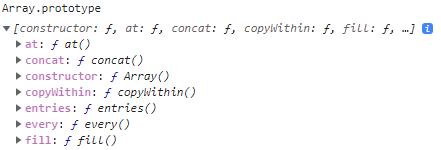 Array.prototype
▼ [constructor: ƒ, at: ƒ, concat: ƒ, copyWithin: ƒ, fill: ƒ, …] i
▶ at: ƒ at()
▶ concat: ƒ concat()
▶ constructor: ƒ Array()
▶ copyWithin: ƒ copyWithin()
▶ entries: ƒ entries()
▶ every: ƒ every()
▶ fill: ƒ fill()